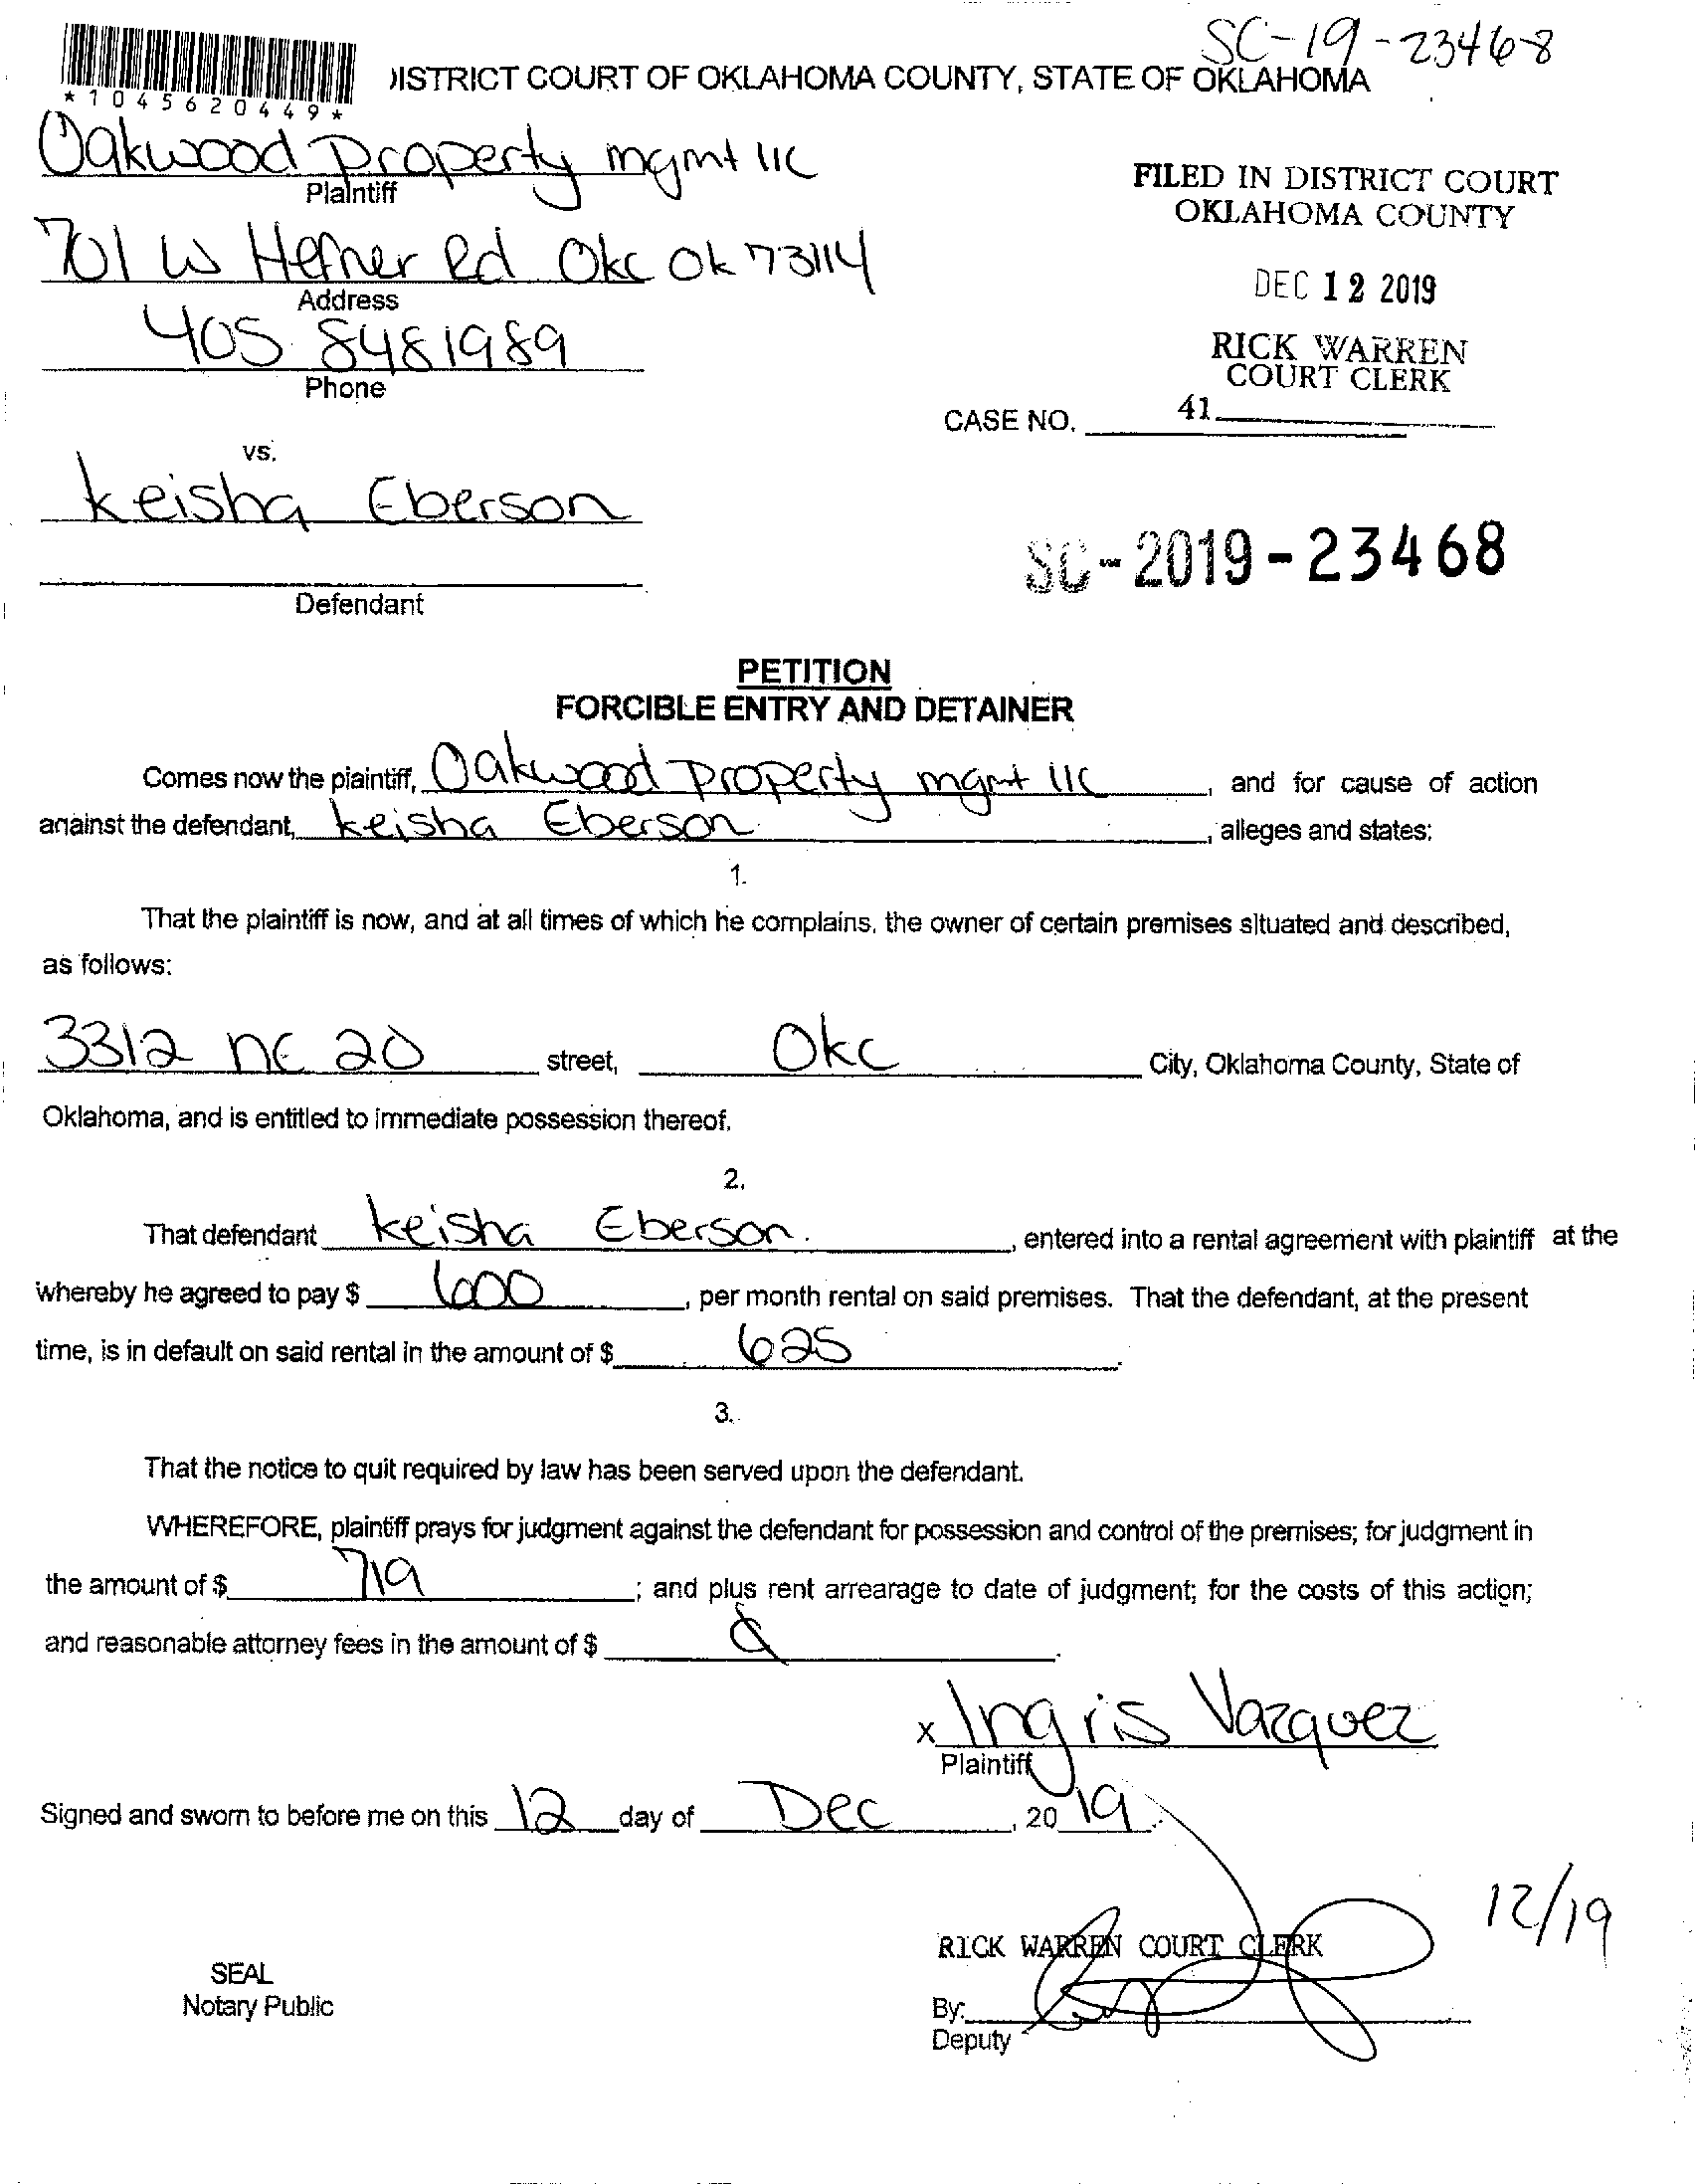 SC-19-23468
DISTRICT COURT OF OKLAHOMA COUNTY, STATE OF OKLAHOMA
*1045620449*
Oakwood Property mgmt llc
Plaintiff
FILED IN DISTRICT COURT
OKLAHOMA COUNTY
701 W Hefner Rd Okc Ok 73114
Address
DEC 12 2019
405 8481989
Phone
RICK WARREN
COURT CLERK
41
CASE NO.
vs.
Keisha Eberson
Defendant
SC-2019-23468
PETITION
FORCIBLE ENTRY AND DETAINER
Comes now the plaintiff, Oakwood Property mgmt llc, and for cause of action
against the defendant, Keisha Eberson, alleges and states:
1.
That the plaintiff is now, and at all times of which he complains, the owner of certain premises situated and described,
as follows:
3312 ne 20 street, Okc City, Oklahoma County, State of
Oklahoma, and is entitled to immediate possession thereof.
2.
That defendant Keisha Eberson, entered into a rental agreement with plaintiff at the
whereby he agreed to pay $ 600, per month rental on said premises. That the defendant, at the present
time, is in default on said rental in the amount of $ 625.
3.
That the notice to quit required by law has been served upon the defendant.
WHEREFORE, plaintiff prays for judgment against the defendant for possession and control of the premises; for judgment in
the amount of $ 719; and plus rent arrearage to date of judgment; for the costs of this action;
and reasonable attorney fees in the amount of $
x Ingris Vazquez
Plaintiff
Signed and sworn to before me on this 12 day of Dec, 20 19.
12/19
RICK WARREN COURT CLERK
SEAL
Notary Public
By:
Deputy